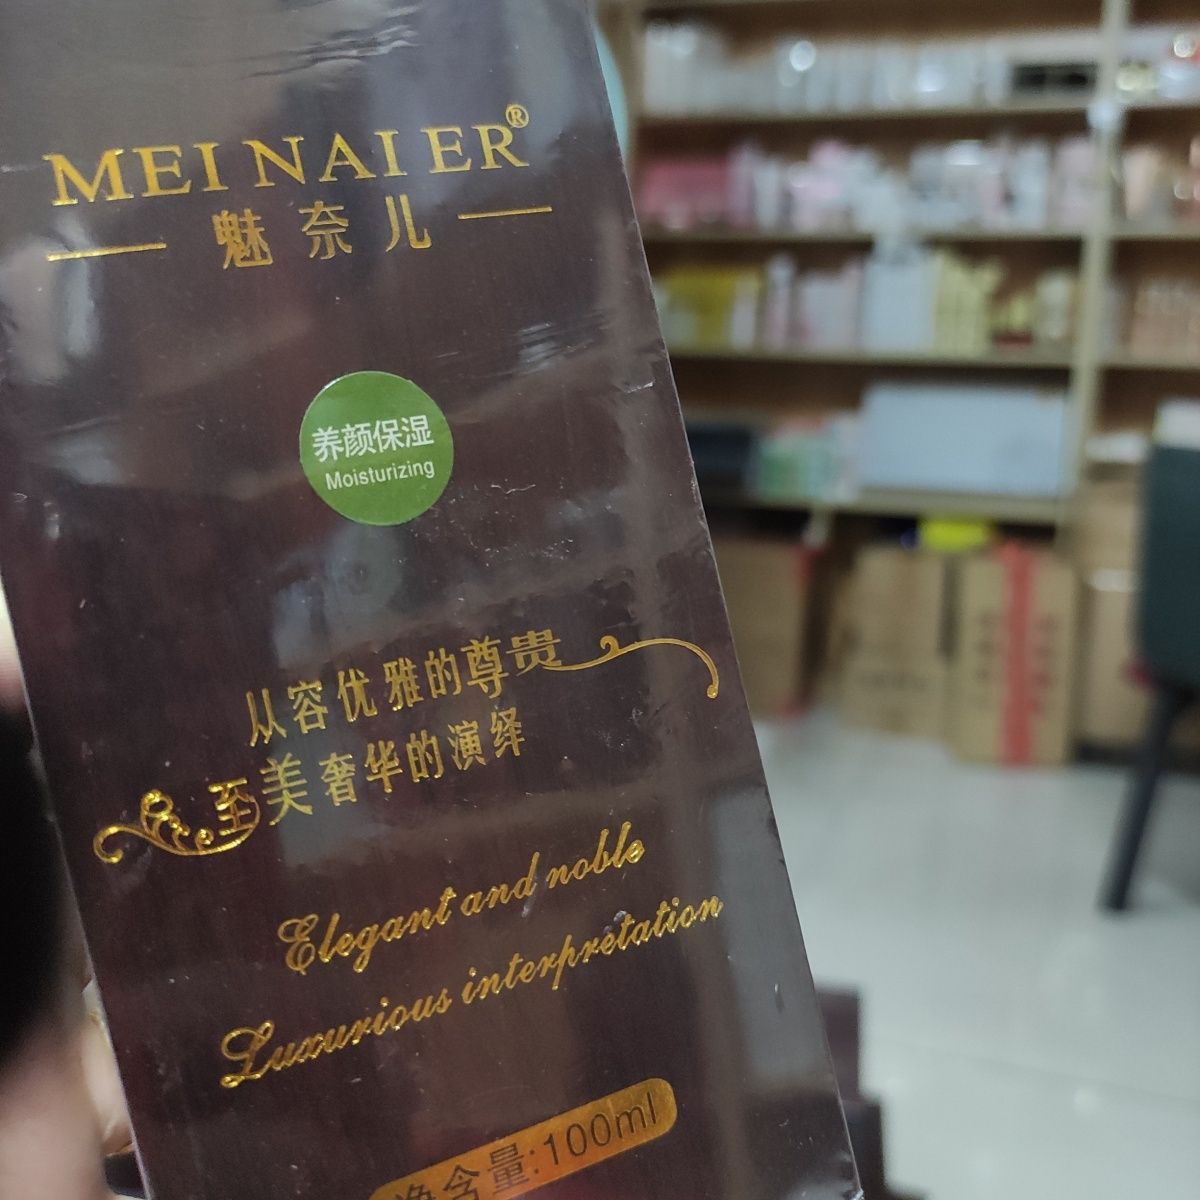 MEI NAI ER®
魅奈儿
养颜保湿
Moisturizing
从容优雅的尊贵
至美奢华的演绎
Elegant and noble
Luxurious interpretation
净含量:100ml